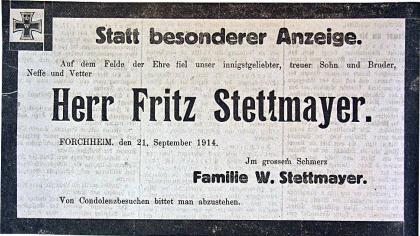 Statt besonderer Anzeige.
Auf dem Felde der Ehre fiel unser innigstgeliebter, treuer Sohn und Bruder,
Neffe und Vetter
Herr Fritz Stettmayer.
FORCHHEIM, den 21. September 1914.
Jm grossem Schmerz
Familie W. Stettmayer.
Von Condolenzbesuchen bittet man abzustehen.